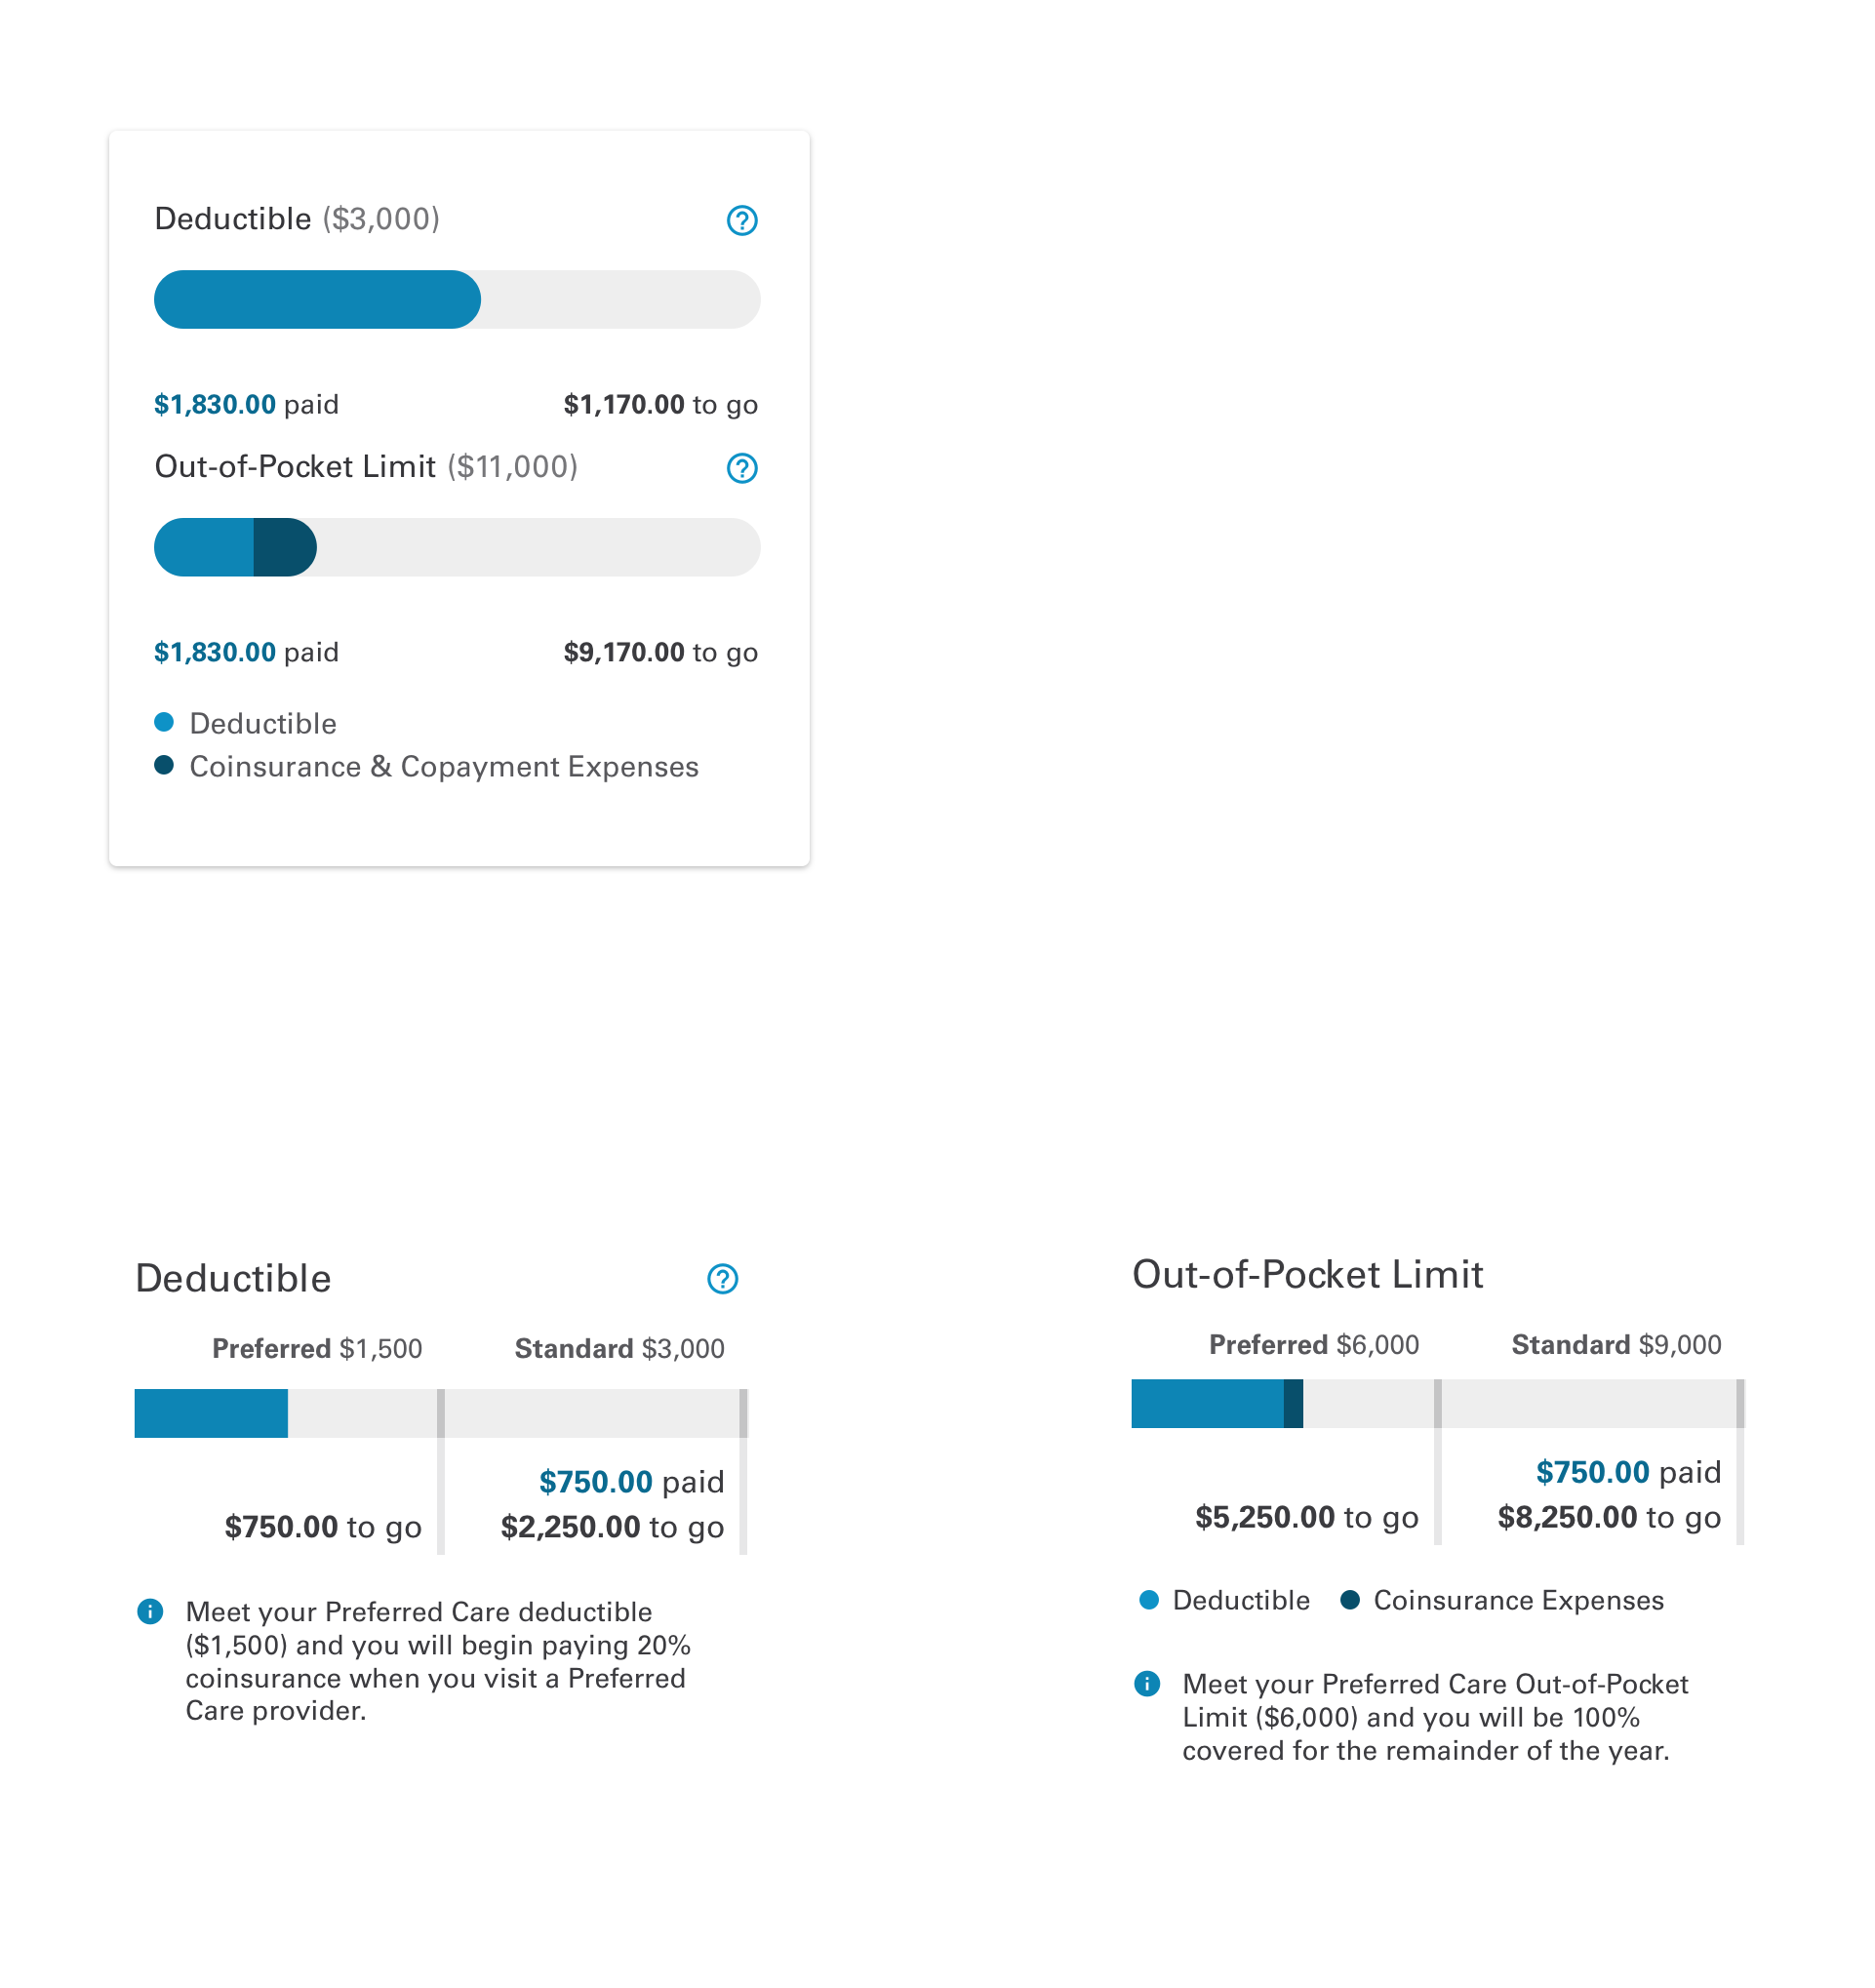 Deductible ($3,000)
$1,830.00 paid $1,170.00 to go
Out-of-Pocket Limit ($11,000)
$1,830.00 paid $9,170.00 to go
Deductible
Coinsurance & Copayment Expenses
Deductible
Preferred $1,500 Standard $3,000
$750.00 paid
$750.00 to go $2,250.00 to go
Meet your Preferred Care deductible
($1,500) and you will begin paying 20%
coinsurance when you visit a Preferred
Care provider.
Out-of-Pocket Limit
Preferred $6,000 Standard $9,000
$750.00 paid
$5,250.00 to go $8,250.00 to go
Deductible Coinsurance Expenses
Meet your Preferred Care Out-of-Pocket
Limit ($6,000) and you will be 100%
covered for the remainder of the year.